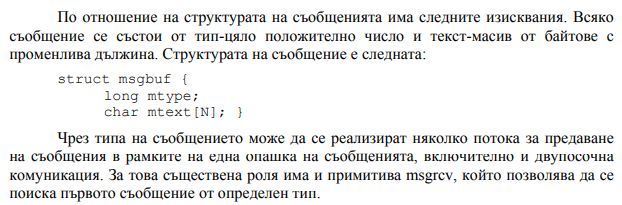 По отношение на структурата на съобщенията има следните изисквания. Всяко
съобщение се състои от тип-цяло положително число и текст-масив от байтове с
променлива дължина. Структурата на съобщение е следната:
struct msgbuf {
long mtype;
char mtext[N]; }
Чрез типа на съобщението може да се реализират няколко потока за предаване
на съобщения в рамките на една опашка на съобщенията, включително и двупосочна
комуникация. За това съществена роля има и примитива msgrcv, който позволява да се
поиска първото съобщение от определен тип.